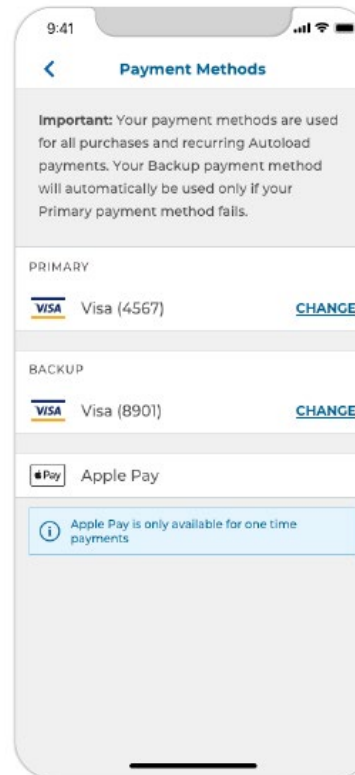 9:41
Payment Methods
Important: Your payment methods are used
for all purchases and recurring Autoload
payments. Your Backup payment method
will automatically be used only if your
Primary payment method fails.
PRIMARY
VISA Visa (4567) CHANGE
BACKUP
VISA Visa (8901) CHANGE
Pay Apple Pay
Apple Pay is only available for one time
payments